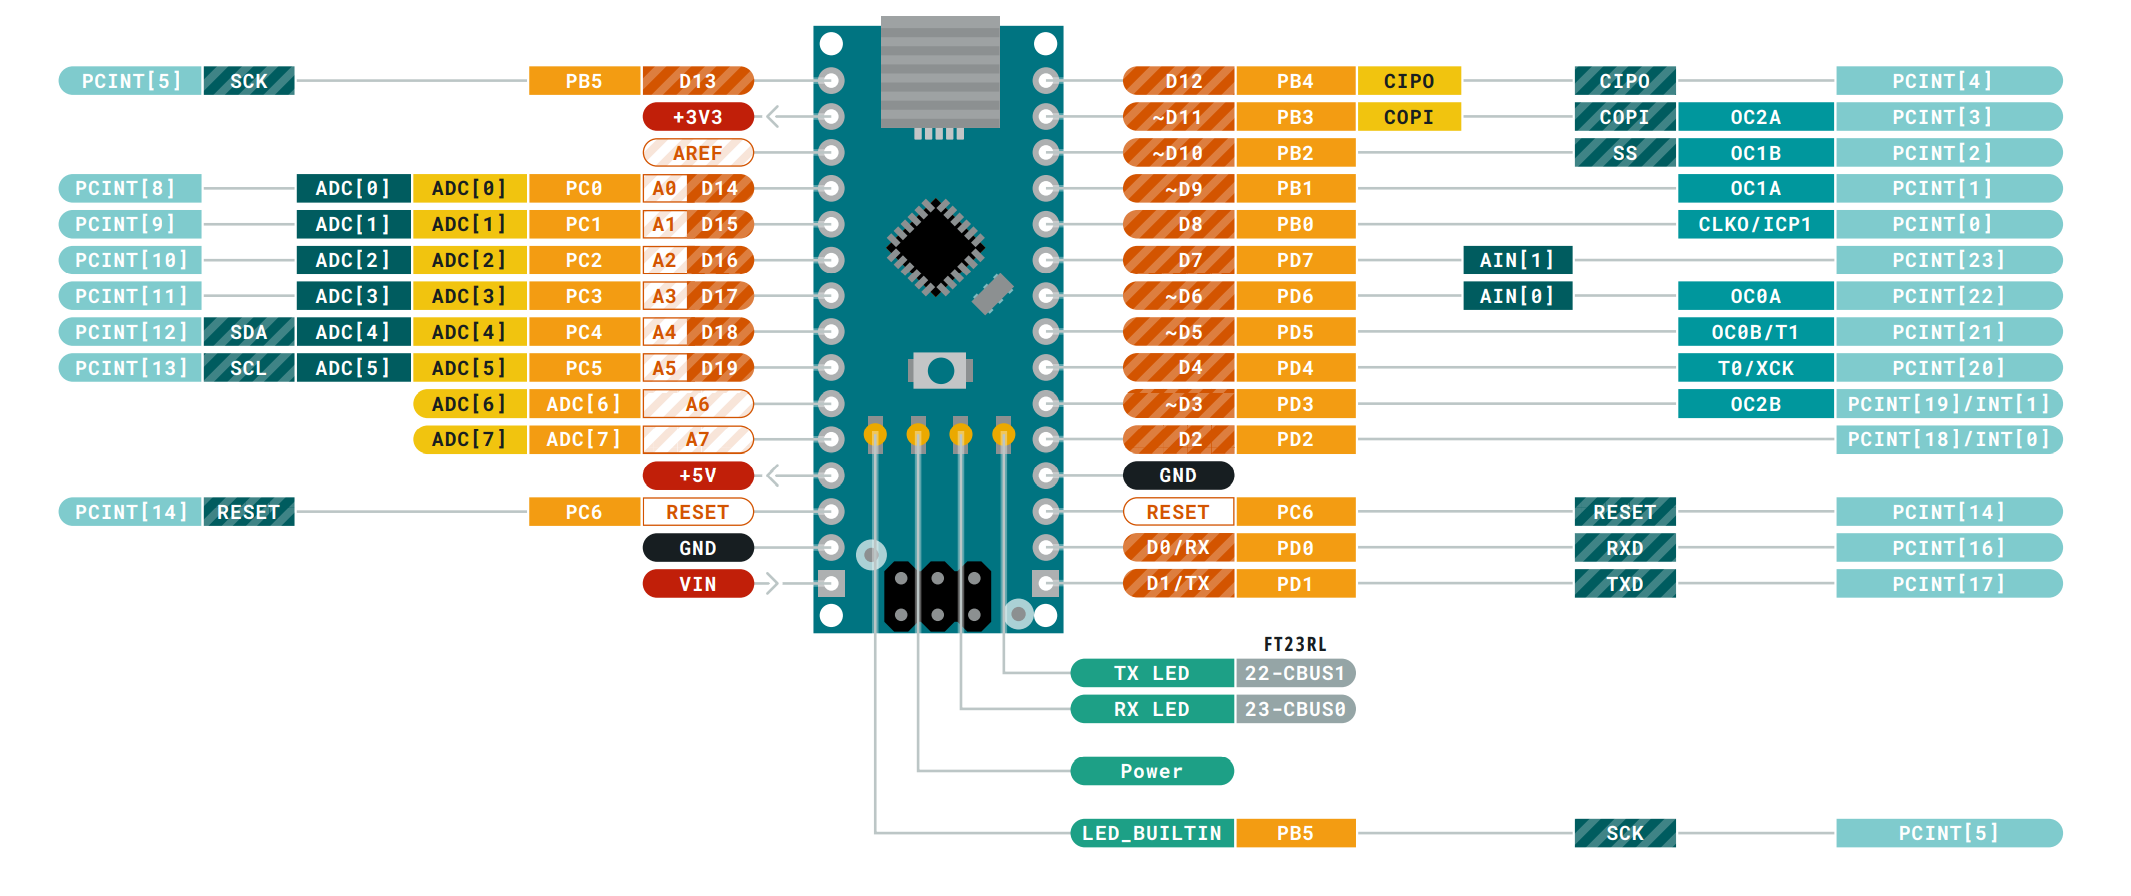 PCINT[5] SCK PB5 D13 D12 PB4 CIPO CIPO PCINT[4]
+3V3 ~D11 PB3 COPI COPI OC2A PCINT[3]
AREF ~D10 PB2 SS OC1B PCINT[2]
PCINT[8] ADC[0] ADC[0] PC0 A0 D14 ~D9 PB1 OC1A PCINT[1]
PCINT[9] ADC[1] ADC[1] PC1 A1 D15 D8 PB0 CLKO/ICP1 PCINT[0]
PCINT[10] ADC[2] ADC[2] PC2 A2 D16 D7 PD7 AIN[1] PCINT[23]
PCINT[11] ADC[3] ADC[3] PC3 A3 D17 ~D6 PD6 AIN[0] OC0A PCINT[22]
PCINT[12] SDA ADC[4] ADC[4] PC4 A4 D18 ~D5 PD5 OC0B/T1 PCINT[21]
PCINT[13] SCL ADC[5] ADC[5] PC5 A5 D19 D4 PD4 T0/XCK PCINT[20]
ADC[6] ADC[6] A6 ~D3 PD3 OC2B PCINT[19]/INT[1]
ADC[7] ADC[7] A7 D2 PD2 PCINT[18]/INT[0]
+5V GND
PCINT[14] RESET PC6 RESET RESET PC6 RESET PCINT[14]
GND D0/RX PD0 RXD PCINT[16]
VIN D1/TX PD1 TXD PCINT[17]
FT23RL
TX LED 22-CBUS1
RX LED 23-CBUS0
Power
LED_BUILTIN PB5 SCK PCINT[5]